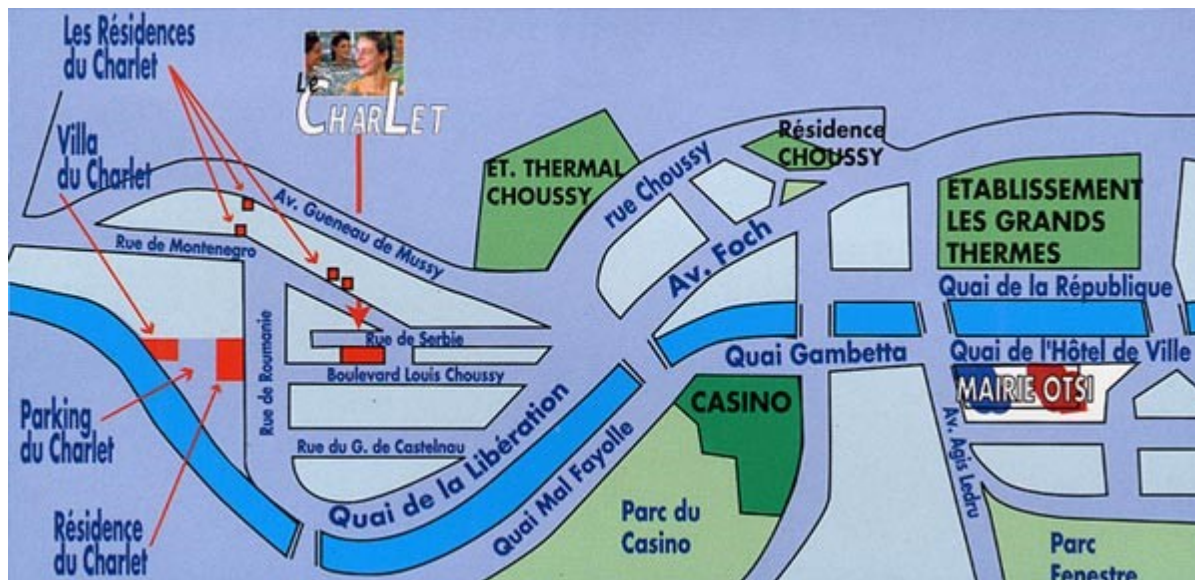 Les Résidences
du Charlet
Villa
du Charlet
Le
CHARLET
ET. THERMAL
CHOUSSY
rue Choussy
Résidence
CHOUSSY
ETABLISSEMENT
LES GRANDS
THERMES
Av. Gueneau de Mussy
Rue de Montenegro
Av. Foch
Quai de la République
Rue de Serbie
Quai Gambetta
Quai de l'Hôtel de Ville
Rue de Roumanie
Boulevard Louis Choussy
MAIRIE OTSI
CASINO
Parking
du Charlet
Rue du G. de Castelnau
Quai de la Libération
Quai Mal Fayolle
Av. Agis Ledru
Résidence
du Charlet
Parc du
Casino
Parc
Fenestre